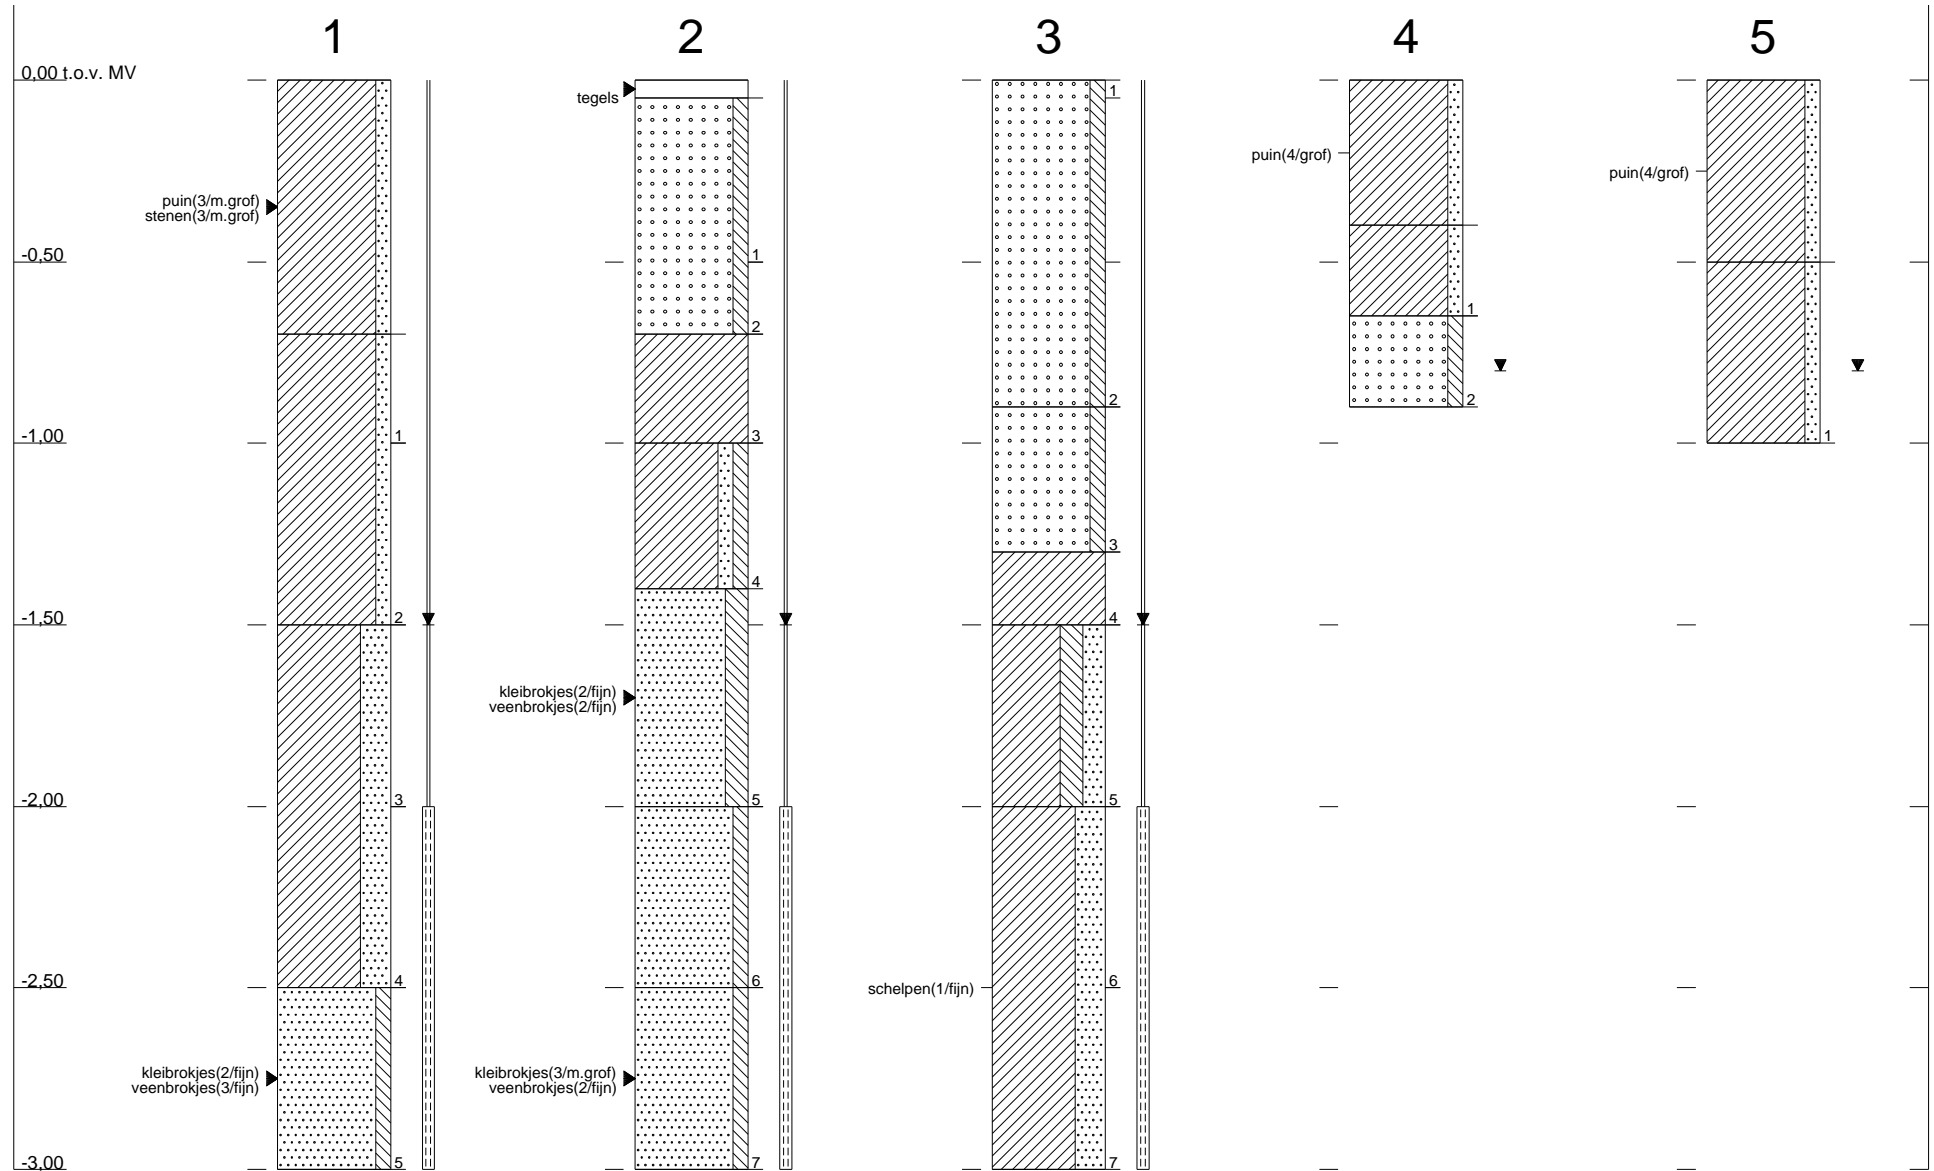 1 2 3 4 5
0,00 t.o.v. MV
tegels
1
puin(4/grof)
puin(4/grof)
puin(3/m.grof)
stenen(3/m.grof)
-0,50
1
1
2
2
2
-1,00
1
3
1
3
4
-1,50
2
4
kleibrokjes(2/fijn)
veenbrokjes(2/fijn)
-2,00
3
5
5
-2,50
4
6
schelpen(1/fijn)
6
kleibrokjes(2/fijn)
veenbrokjes(3/fijn)
kleibrokjes(3/m.grof)
veenbrokjes(2/fijn)
-3,00
5
7
7